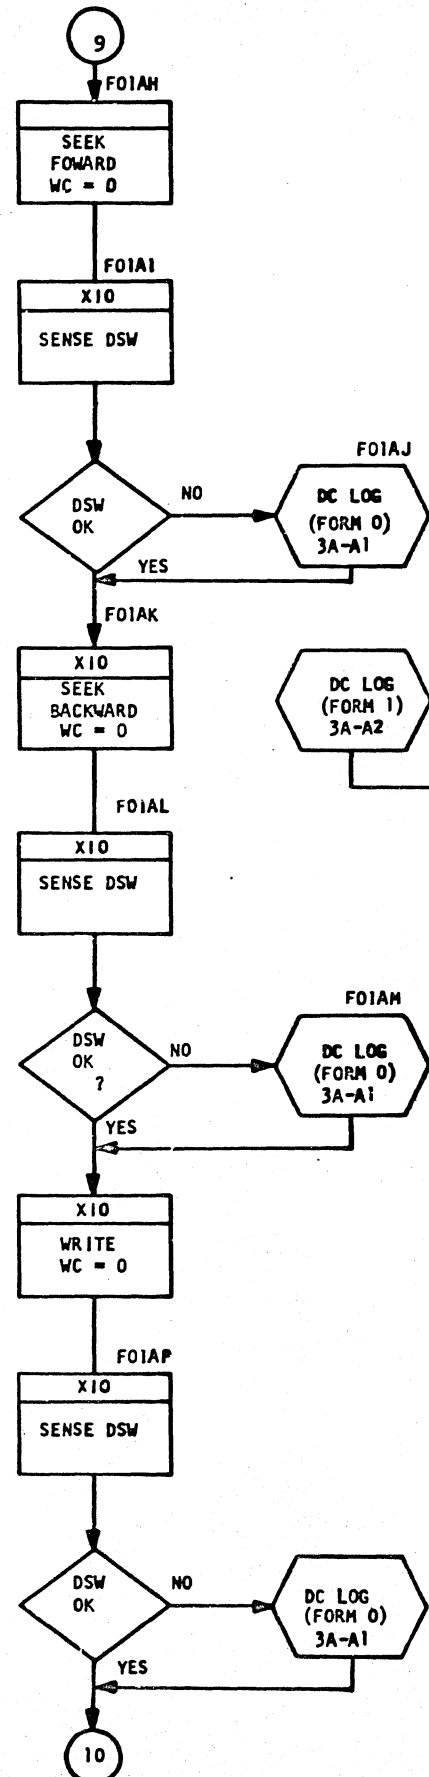 9
F01AH
SEEK
FOWARD
WC = 0
F01AI
XIO
SENSE DSW
F01AJ
DSW
OK
NO
DC LOG
(FORM 0)
3A-A1
YES
F01AK
XIO
SEEK
BACKWARD
WC = 0
DC LOG
(FORM 1)
3A-A2
F01AL
XIO
SENSE DSW
F01AM
DSW
OK
?
NO
DC LOG
(FORM 0)
3A-A1
YES
XIO
WRITE
WC = 0
F01AP
XIO
SENSE DSW
DSW
OK
NO
DC LOG
(FORM 0)
3A-A1
YES
10